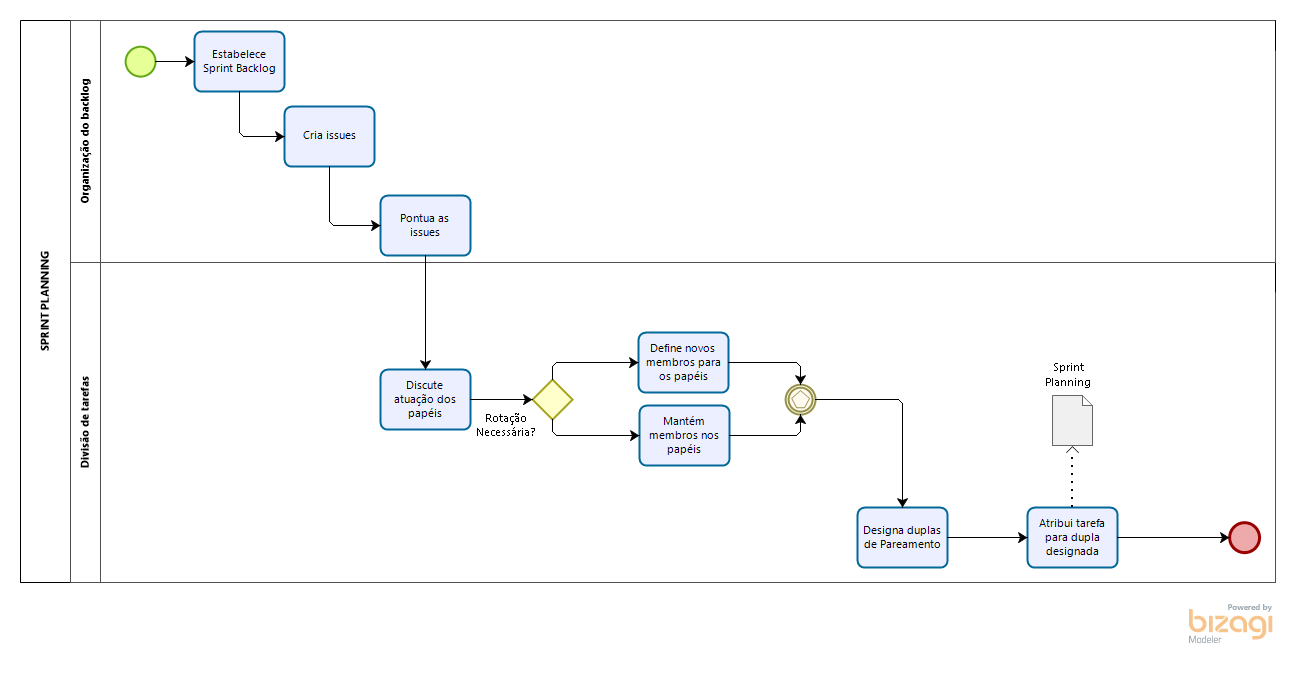 SPRINT PLANNING
Organização do backlog
Estabelece
Sprint Backlog
Cria issues
Pontua as
issues
Divisão de tarefas
Discute
atuação dos
papéis
Rotação
Necessária?
Define novos
membros para
os papéis
Mantém
membros nos
papéis
Sprint
Planning
Designa duplas
de Pareamento
Atribui tarefa
para dupla
designada
Powered by
bizagi
Modeler